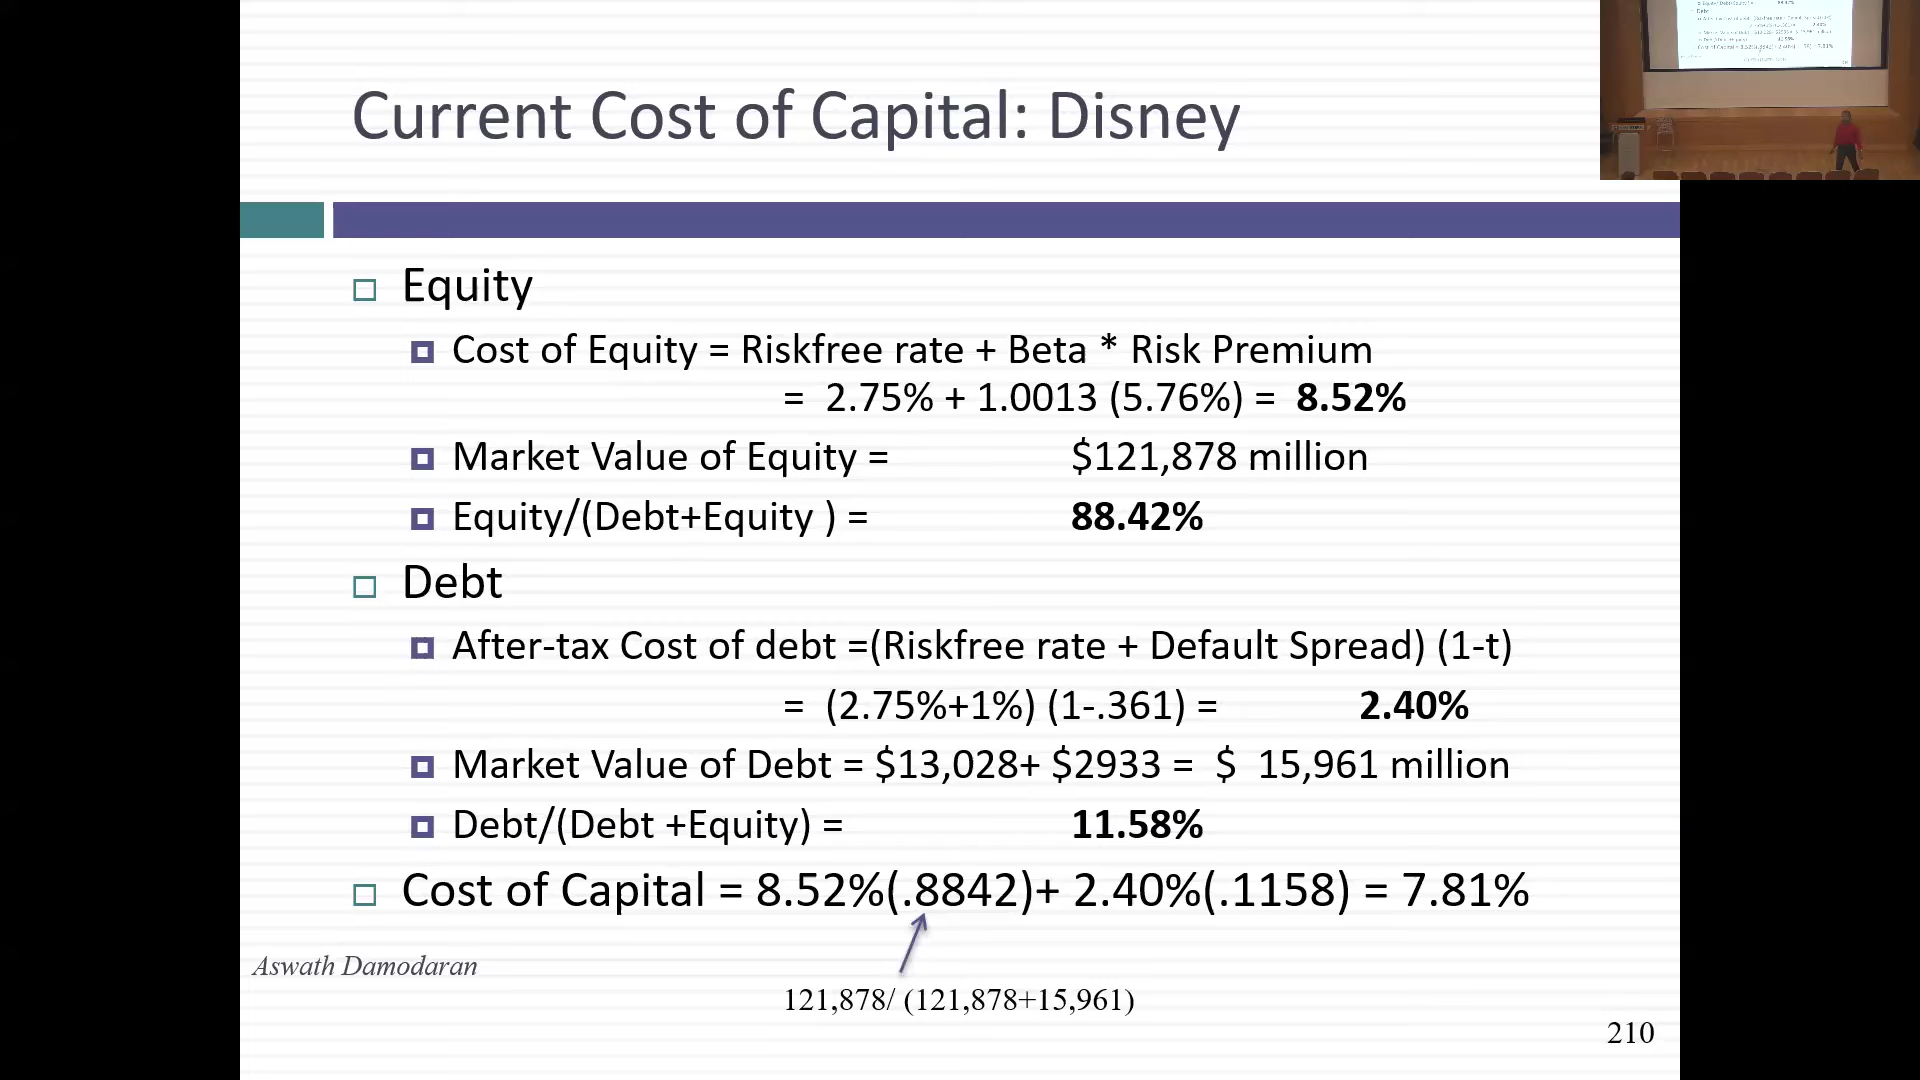 Current Cost of Capital: Disney
Equity
Cost of Equity = Riskfree rate + Beta * Risk Premium
= 2.75% + 1.0013 (5.76%) = 8.52%
Market Value of Equity = $121,878 million
Equity/(Debt+Equity ) = 88.42%
Debt
After-tax Cost of debt =(Riskfree rate + Default Spread) (1-t)
= (2.75%+1%) (1-.361) = 2.40%
Market Value of Debt = $13,028+ $2933 = $ 15,961 million
Debt/(Debt +Equity) = 11.58%
Cost of Capital = 8.52%(.8842)+ 2.40%(.1158) = 7.81%
Aswath Damodaran
121,878/ (121,878+15,961)
210